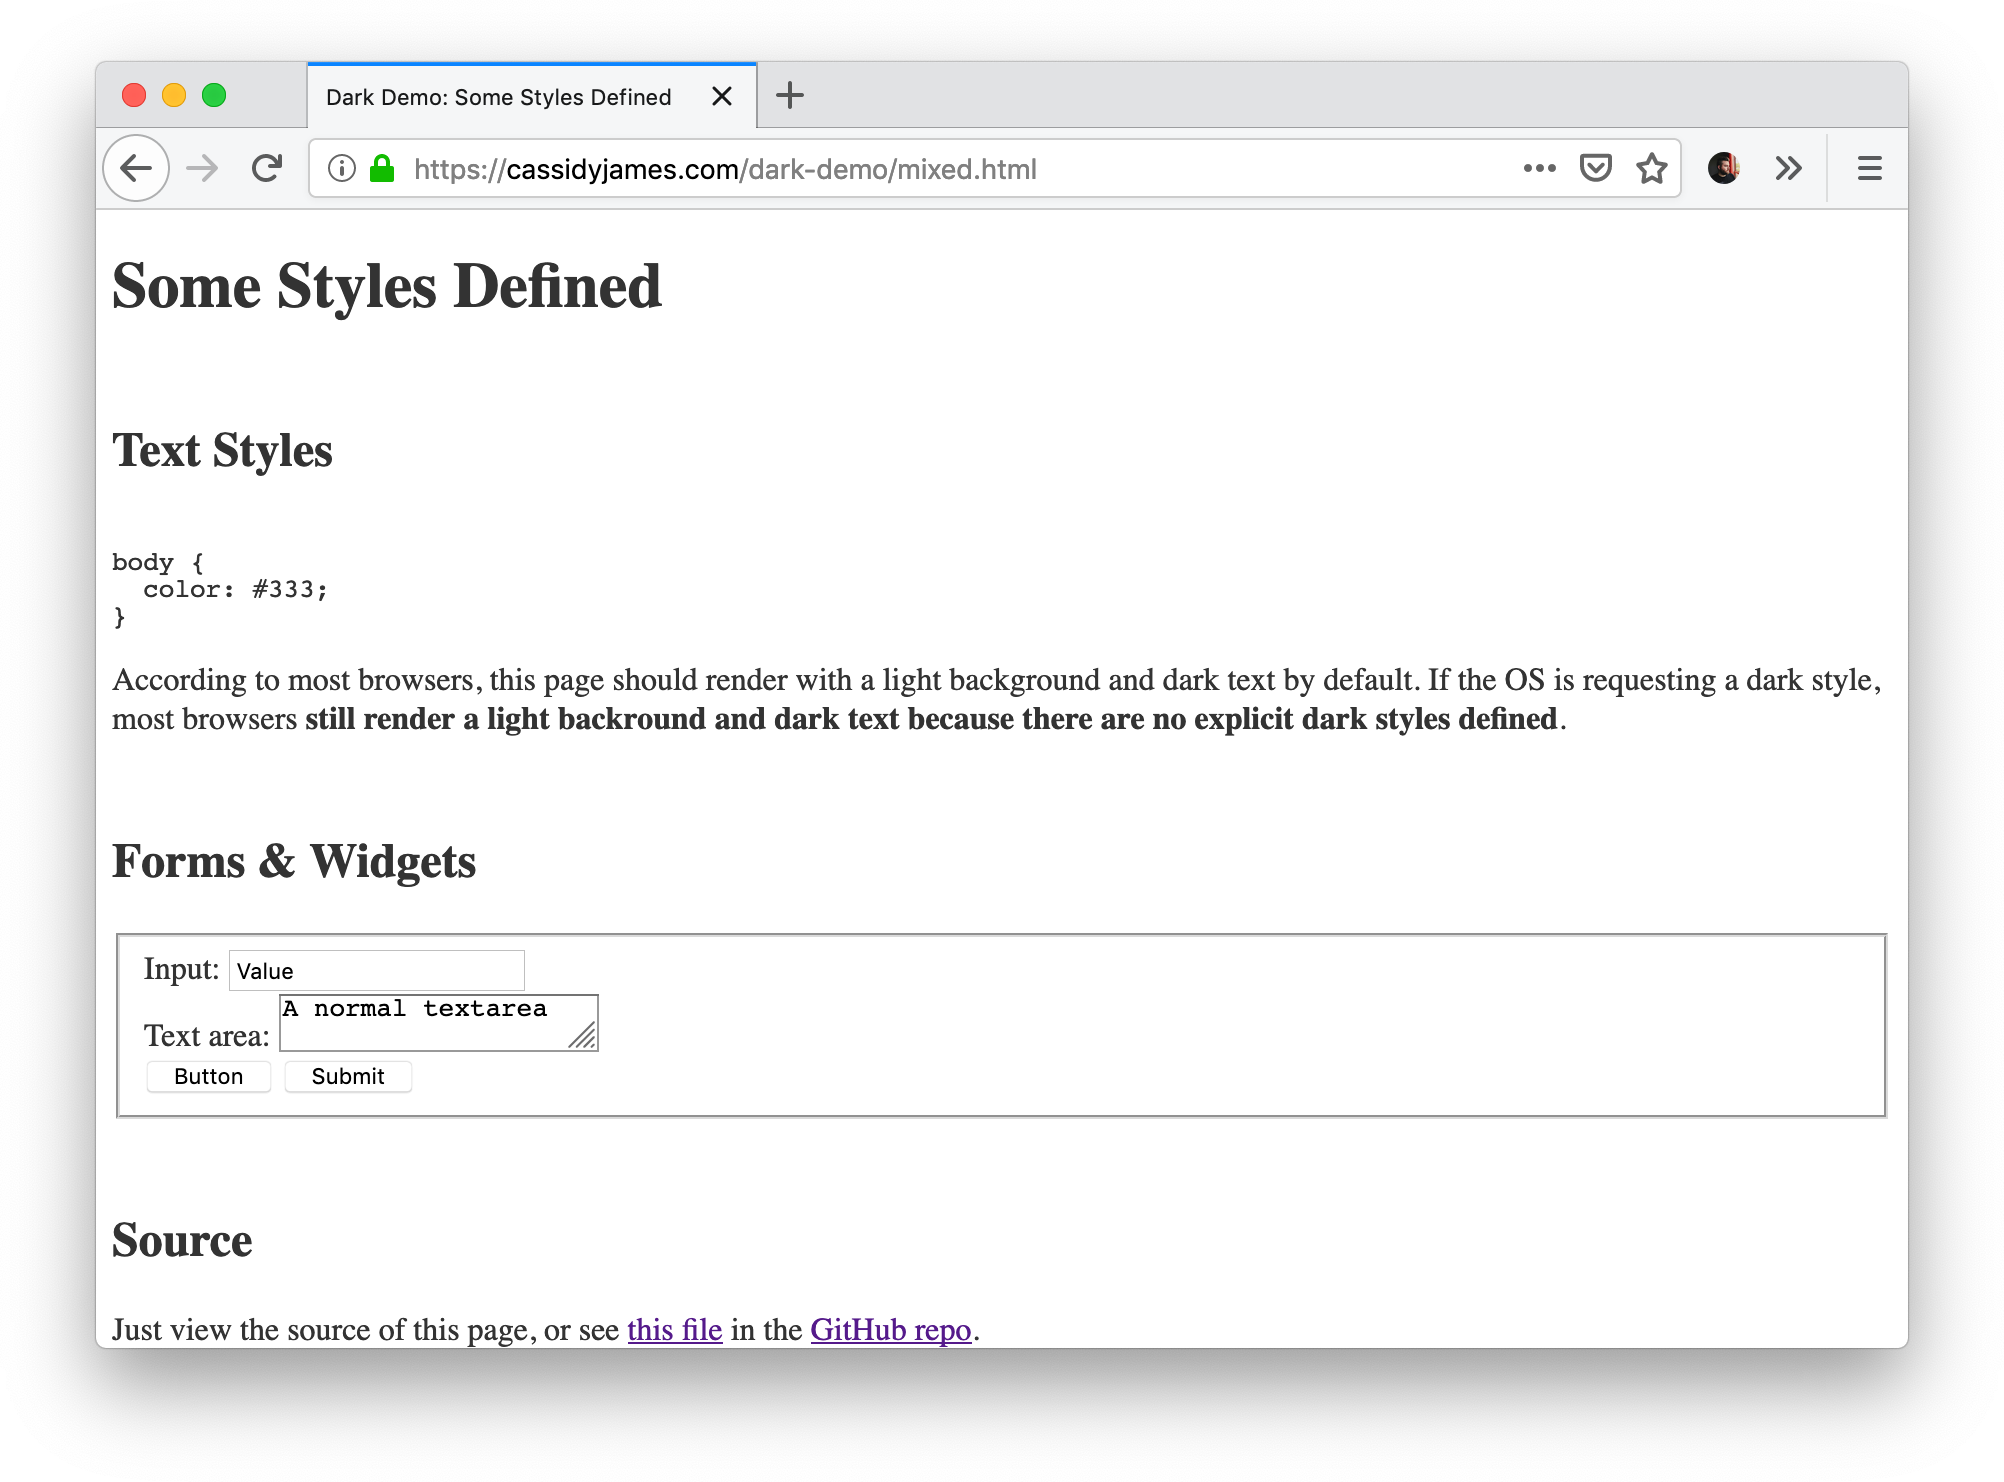 Dark Demo: Some Styles Defined
https://cassidyjames.com/dark-demo/mixed.html
Some Styles Defined
Text Styles
body {
  color: #333;
}
According to most browsers, this page should render with a light background and dark text by default. If the OS is requesting a dark style,
most browsers still render a light backround and dark text because there are no explicit dark styles defined.
Forms & Widgets
Input: Value
Text area: A normal textarea
Button Submit
Source
Just view the source of this page, or see this file in the GitHub repo.